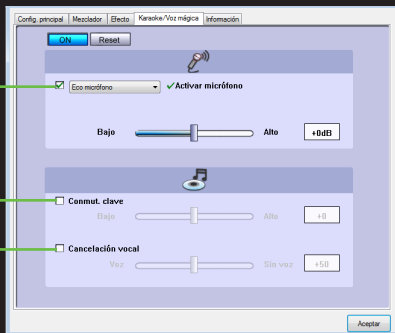 Config. principal Mezclador Efecto Karaoke/Voz mágica Información
ON Reset
Eco micrófono ✓Activar micrófono
Bajo Alto +0dB
Conmut. clave
Bajo Alto +0
Cancelación vocal
Voz Sin voz +50
Aceptar